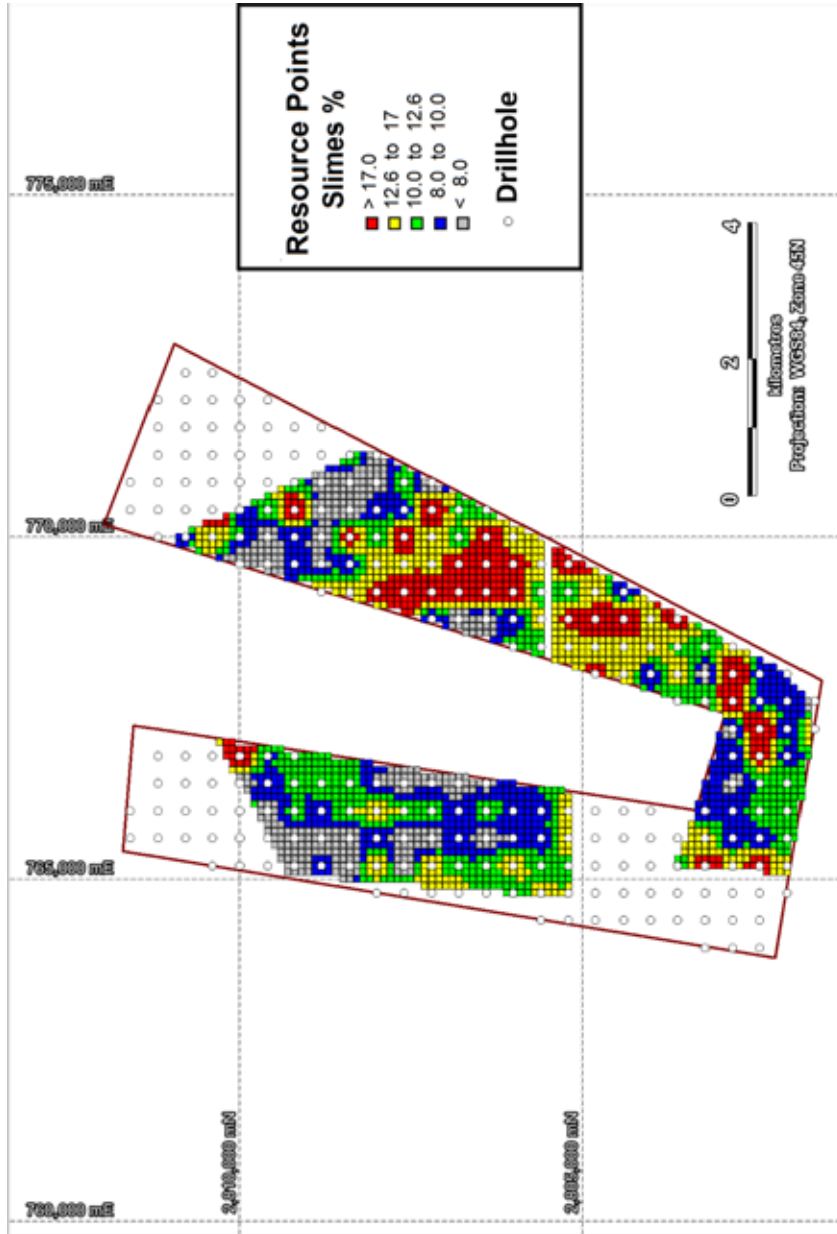 760,000 mE
765,000 mE
770,000 mE
775,000 mE
2,010,000 mN
Resource Points
Slimes %
> 17.0
12.6 to 17
10.0 to 12.6
8.0 to 10.0
< 8.0
Drillhole
2,005,000 mN
0 2 4
kilometres
Projection: WGS84, Zone 45N